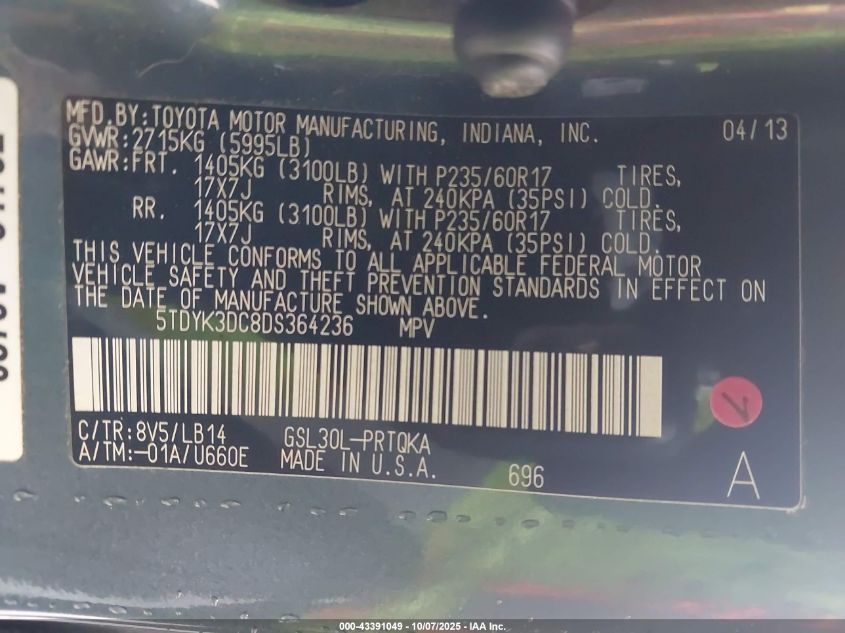 MFD.BY:TOYOTA MOTOR MANUFACTURING, INDIANA, INC. 04/13
GVWR:2715KG (5995LB)
GAWR:FRT. 1405KG (3100LB) WITH P235/60R17 TIRES,
17X7J RIMS, AT 240KPA (35PSI) COLD.
RR. 1405KG (3100LB) WITH P235/60R17 TIRES,
17X7J RIMS, AT 240KPA (35PSI) COLD.
THIS VEHICLE CONFORMS TO ALL APPLICABLE FEDERAL MOTOR
VEHICLE SAFETY AND THEFT PREVENTION STANDARDS IN EFFECT ON
THE DATE OF MANUFACTURE SHOWN ABOVE.
5TDYK3DC8DS364236 MPV
C/TR:8V5/LB14 GSL30L-PRTQKA
A/TM:-01A/U660E MADE IN U.S.A. 696
A
000-43391049 - 10/07/2025 - IAA Inc.